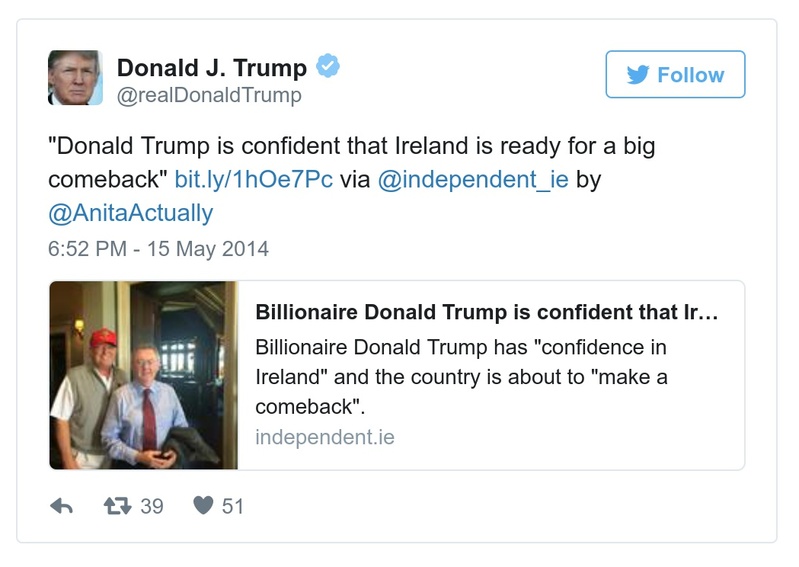 Donald J. Trump
@realDonaldTrump
Follow
"Donald Trump is confident that Ireland is ready for a big
comeback" bit.ly/1hOe7Pc via @independent_ie by
@AnitaActually
6:52 PM - 15 May 2014
Billionaire Donald Trump is confident that Ir...
Billionaire Donald Trump has "confidence in
Ireland" and the country is about to "make a
comeback".
independent.ie
39
51